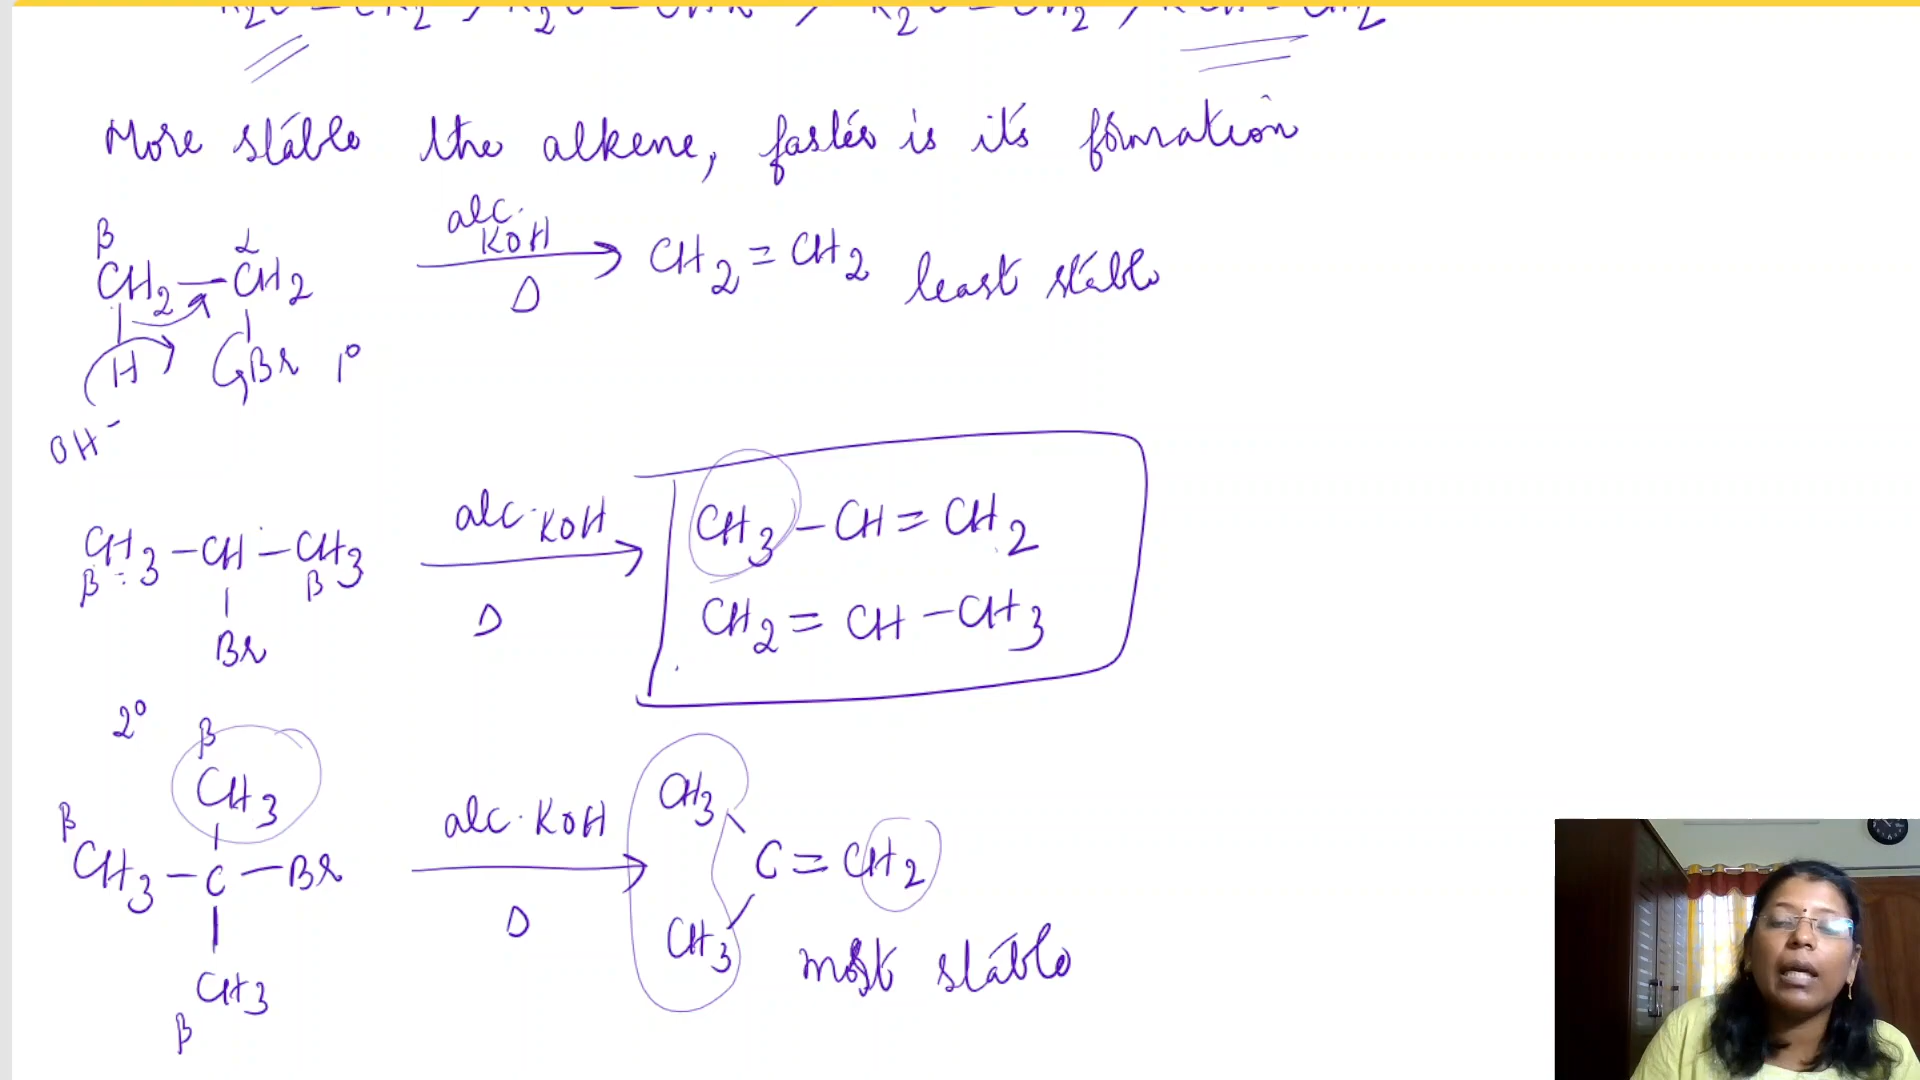 More stable the alkene, faster is its formation
β α
CH2 – CH2 alc. KOH Δ → CH2 = CH2 least stable
H Br 1°
OH⁻
CH3 – CH – CH3 alc. KOH Δ → CH3 – CH = CH2
β β
Br
CH2 = CH – CH3
2°
β
CH3
β
CH3 – C – Br alc. KOH Δ → CH3 CH3 C = CH2
CH3
β
most stable